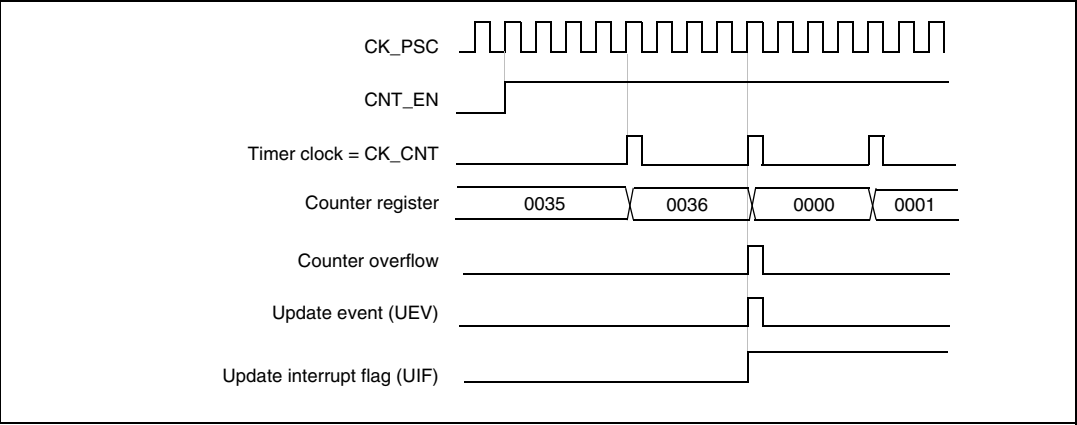 CK_PSC
CNT_EN
Timer clock = CK_CNT
Counter register 0035 0036 0000 0001
Counter overflow
Update event (UEV)
Update interrupt flag (UIF)